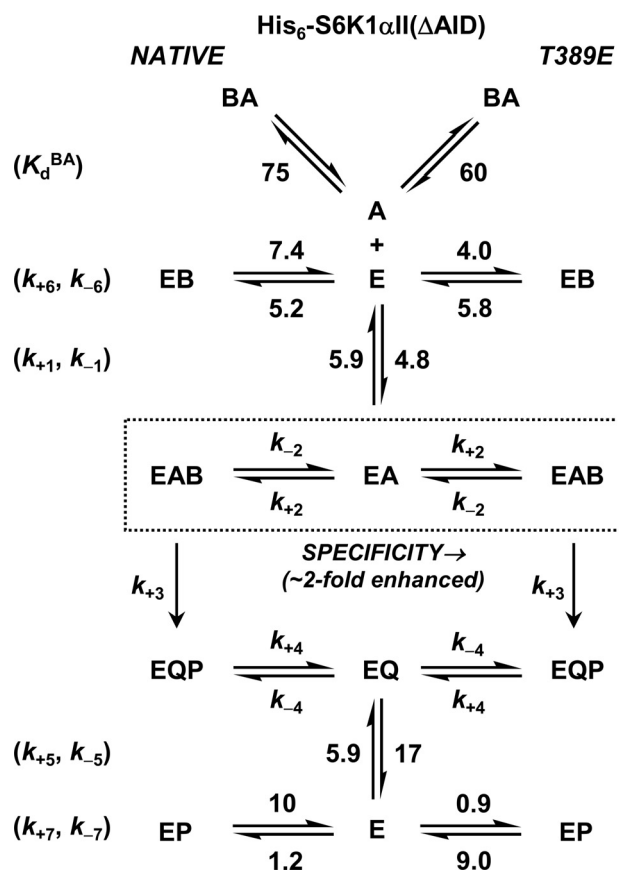 His6-S6K1αII(ΔAID)
NATIVE T389E
BA BA
(Kd^BA) 75 60
A
+
7.4 4.0
(k+6, k−6) EB E EB
5.2 5.8
(k+1, k−1) 5.9 4.8
k−2 k+2
EAB EA EAB
k+2 k−2
SPECIFICITY→
k+3 (~2-fold enhanced) k+3
k+4 k−4
EQP EQ EQP
k−4 k+4
(k+5, k−5) 5.9 17
10 0.9
(k+7, k−7) EP E EP
1.2 9.0